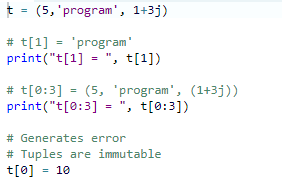 t = (5,'program', 1+3j)
# t[1] = 'program'
print("t[1] = ", t[1])
# t[0:3] = (5, 'program', (1+3j))
print("t[0:3] = ", t[0:3])
# Generates error
# Tuples are immutable
t[0] = 10